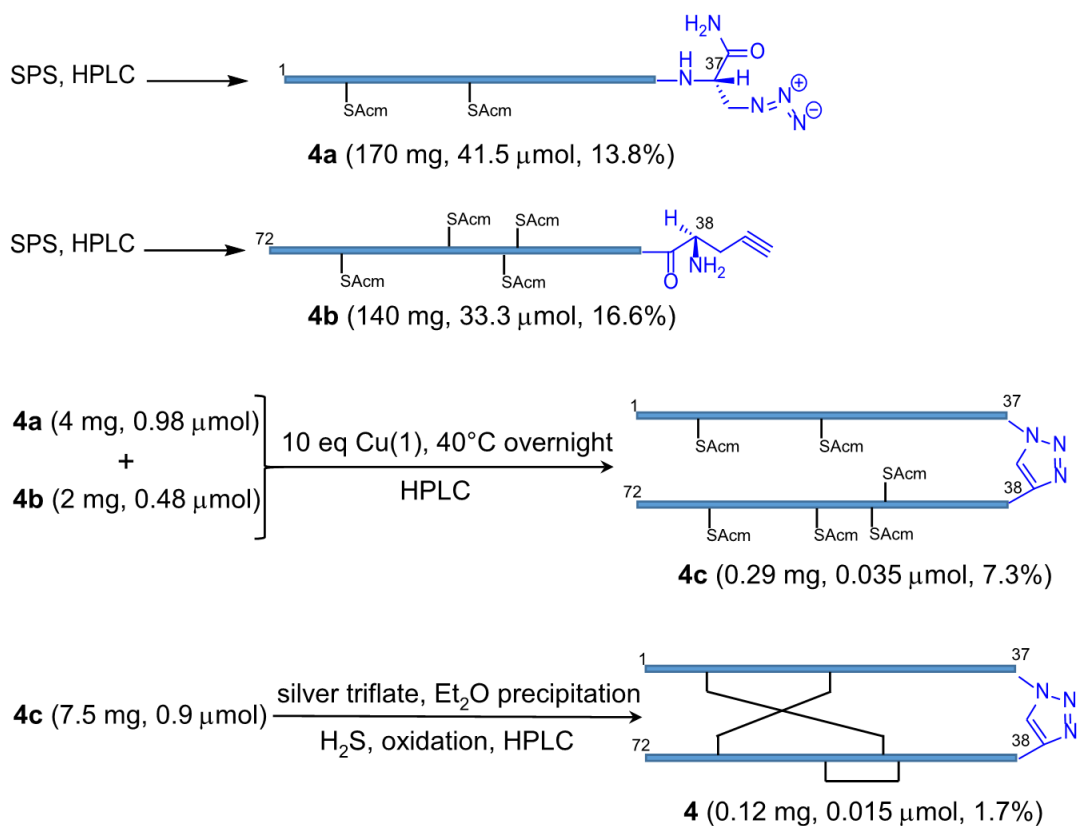 H₂N
O
37
H
N
H
N
N
⊕
N
⊖
SPS, HPLC
1
SAcm
SAcm
4a (170 mg, 41.5 μmol, 13.8%)
SPS, HPLC
72
SAcm
SAcm
SAcm
SAcm
H
38
O
NH₂
4b (140 mg, 33.3 μmol, 16.6%)
4a (4 mg, 0.98 μmol)
+
4b (2 mg, 0.48 μmol)
10 eq Cu(1), 40°C overnight
HPLC
1
37
SAcm
SAcm
N
N
N
72
38
SAcm
SAcm
SAcm
SAcm
4c (0.29 mg, 0.035 μmol, 7.3%)
4c (7.5 mg, 0.9 μmol)
silver triflate, Et₂O precipitation
H₂S, oxidation, HPLC
1
37
N
N
N
72
38
4 (0.12 mg, 0.015 μmol, 1.7%)